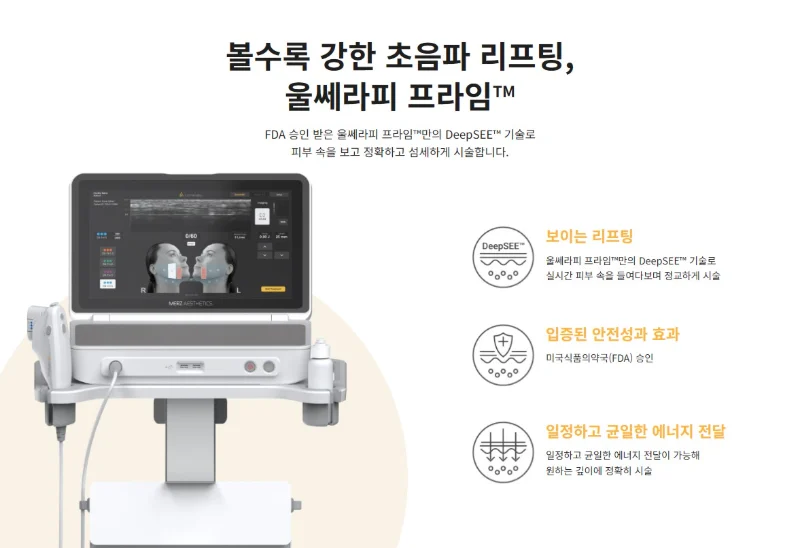 볼수록 강한 초음파 리프팅,
울쎄라피 프라임™
FDA 승인 받은 울쎄라피 프라임™만의 DeepSEE™ 기술로
피부 속을 보고 정확하고 섬세하게 시술합니다.
0/60
R
L
MERZ AESTHETICS
DeepSEE™
보이는 리프팅
울쎄라피 프라임™만의 DeepSEE™ 기술로
실시간 피부 속을 들여다보며 정교하게 시술
입증된 안전성과 효과
미국식품의약국(FDA) 승인
일정하고 균일한 에너지 전달
일정하고 균일한 에너지 전달이 가능해
원하는 깊이에 정확히 시술